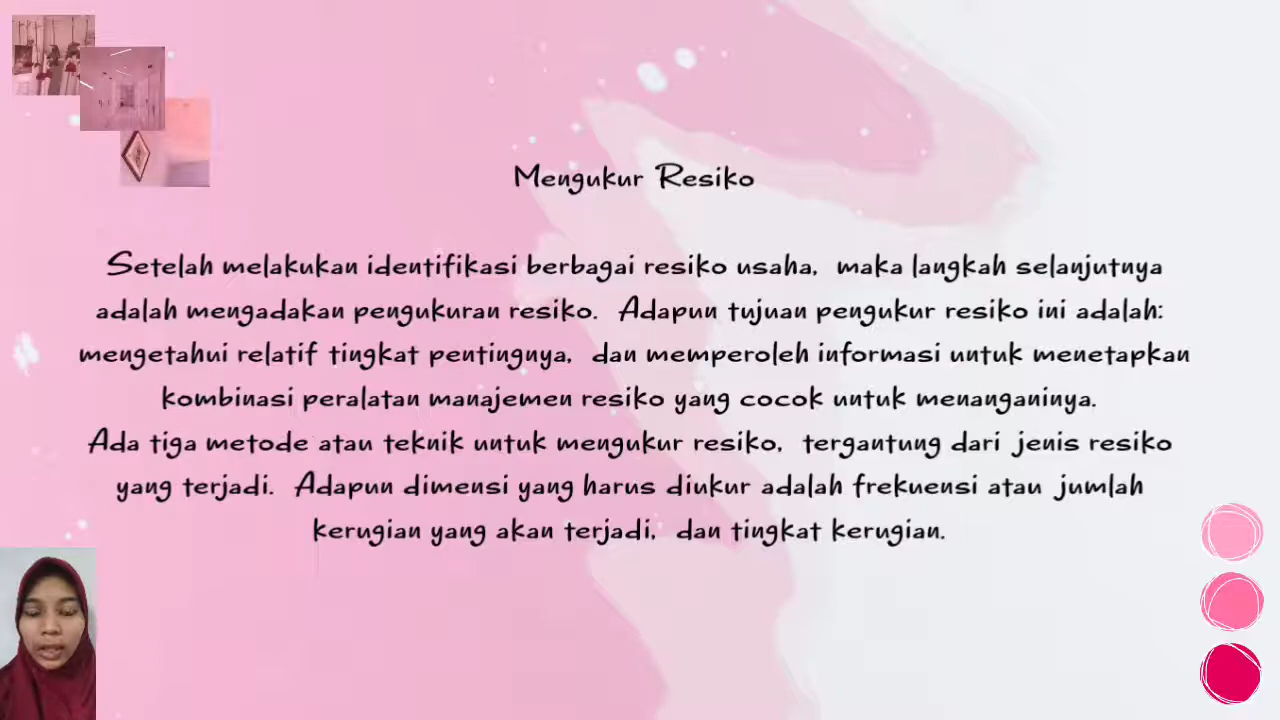 Mengukur Resiko
Setelah melakukan identifikasi berbagai resiko usaha, maka langkah selanjutnya
adalah mengadakan pengukuran resiko. Adapun tujuan pengukur resiko ini adalah:
mengetahui relatif tingkat pentingnya, dan memperoleh informasi untuk menetapkan
kombinasi peralatan manajemen resiko yang cocok untuk menanganinya.
Ada tiga metode atau teknik untuk mengukur resiko, tergantung dari jenis resiko
yang terjadi. Adapun dimensi yang harus diukur adalah frekuensi atau jumlah
kerugian yang akan terjadi, dan tingkat kerugian.